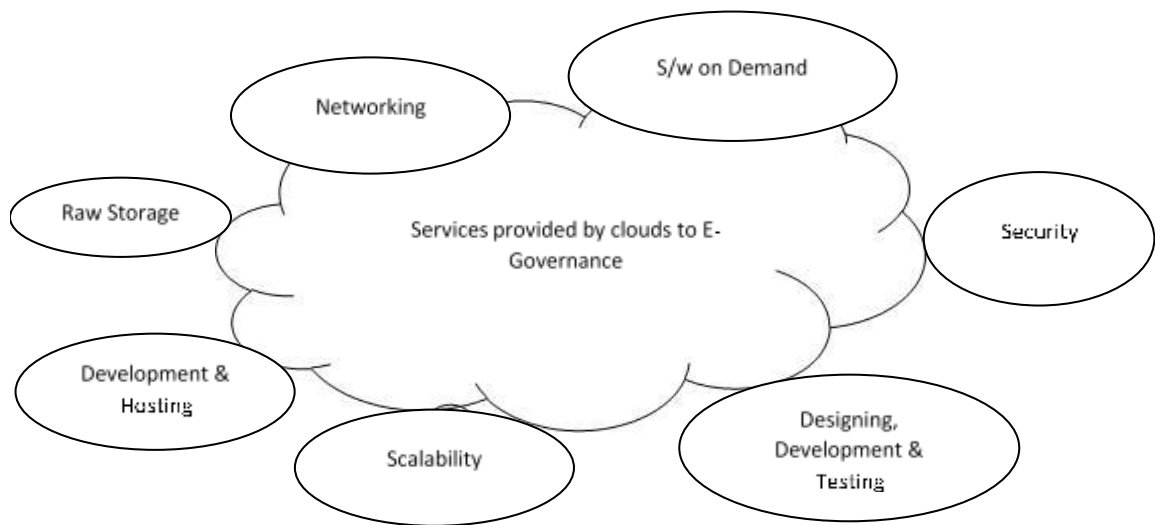 S/w on Demand
Networking
Raw Storage
Services provided by clouds to E-
Governance
Security
Development &
Hosting
Scalability
Designing,
Development &
Testing